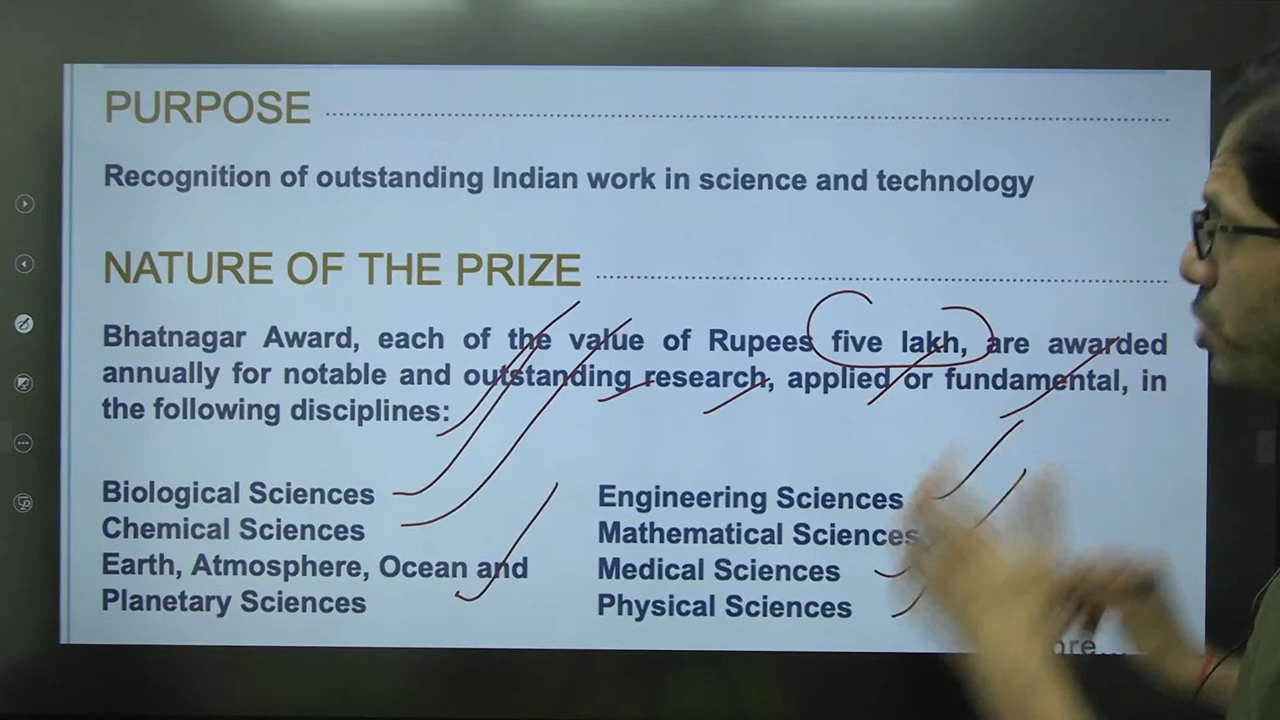 PURPOSE
Recognition of outstanding Indian work in science and technology
NATURE OF THE PRIZE
Bhatnagar Award, each of the value of Rupees five lakh, are awarded
annually for notable and outstanding research, applied or fundamental, in
the following disciplines:
Biological Sciences
Chemical Sciences
Earth, Atmosphere, Ocean and
Planetary Sciences
Engineering Sciences
Mathematical Sciences
Medical Sciences
Physical Sciences